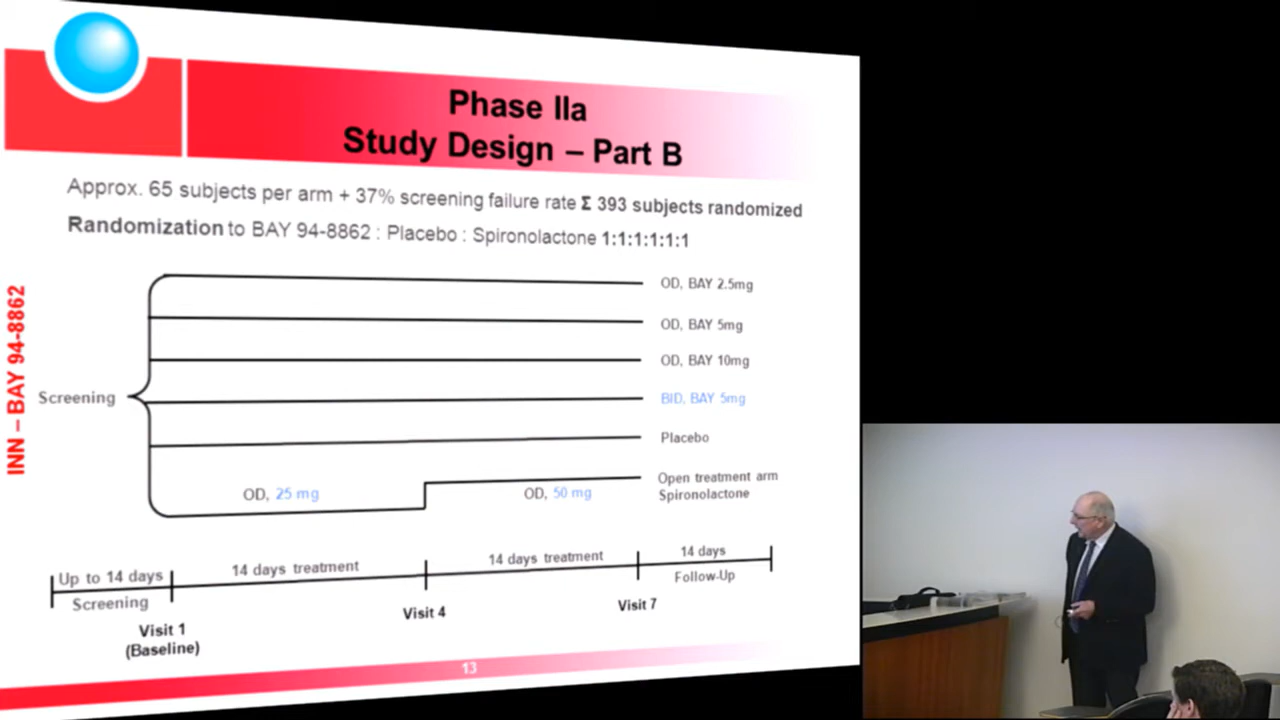 Phase IIa
Study Design – Part B
Approx. 65 subjects per arm + 37% screening failure rate Σ 393 subjects randomized
Randomization to BAY 94-8862 : Placebo : Spironolactone 1:1:1:1:1:1
INN – BAY 94-8862
Screening
OD, BAY 2.5mg
OD, BAY 5mg
OD, BAY 10mg
BID, BAY 5mg
Placebo
OD, 25 mg
OD, 50 mg
Open treatment arm
Spironolactone
Up to 14 days
Screening
14 days treatment
14 days treatment
14 days
Follow-Up
Visit 1
(Baseline)
Visit 4
Visit 7
13